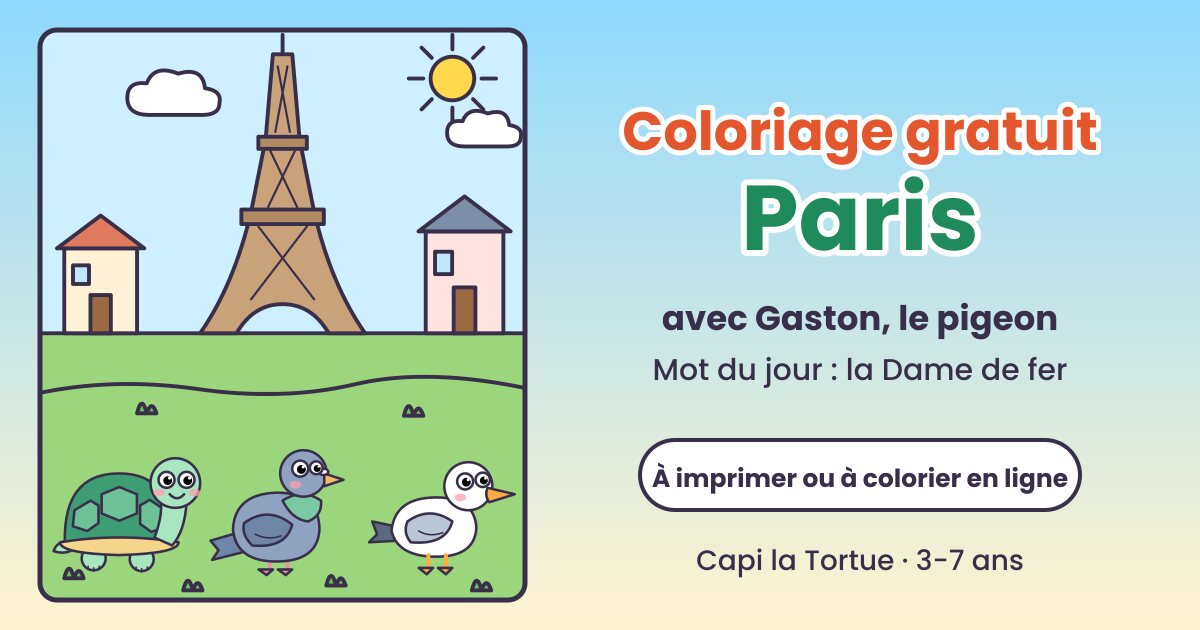 Coloriage gratuit
Paris
avec Gaston, le pigeon
Mot du jour : la Dame de fer
À imprimer ou à colorier en ligne
Capi la Tortue · 3-7 ans